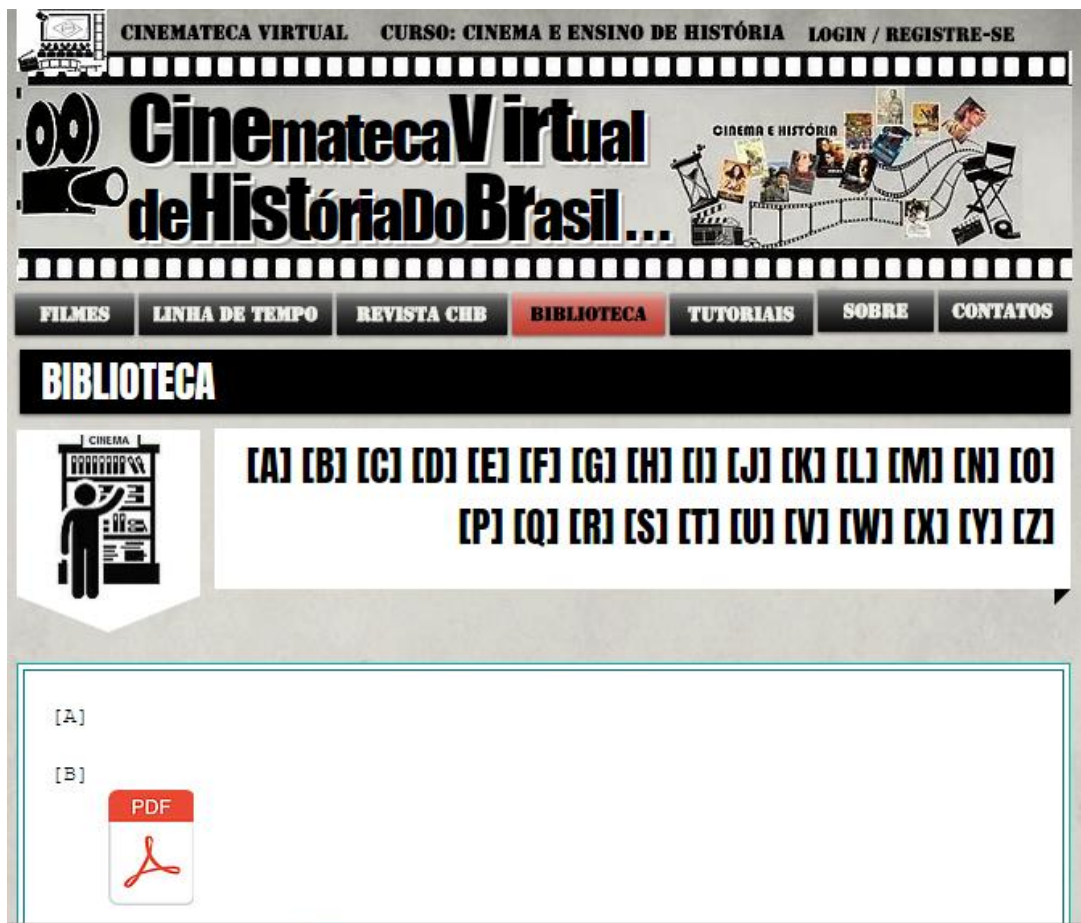 CINEMATECA VIRTUAL CURSO: CINEMA E ENSINO DE HISTÓRIA LOGIN / REGISTRE-SE
CinematecaVirtual
CINEMA E HISTÓRIA
deHIstóriaDoBrasil...
FILMES LINHA DE TEMPO REVISTA CHB BIBLIOTECA TUTORIAIS SOBRE CONTATOS
BIBLIOTECA
CINEMA
[A] [B] [C] [D] [E] [F] [G] [H] [I] [J] [K] [L] [M] [N] [O]
[P] [Q] [R] [S] [T] [U] [V] [W] [X] [Y] [Z]
[A]
[B]
PDF